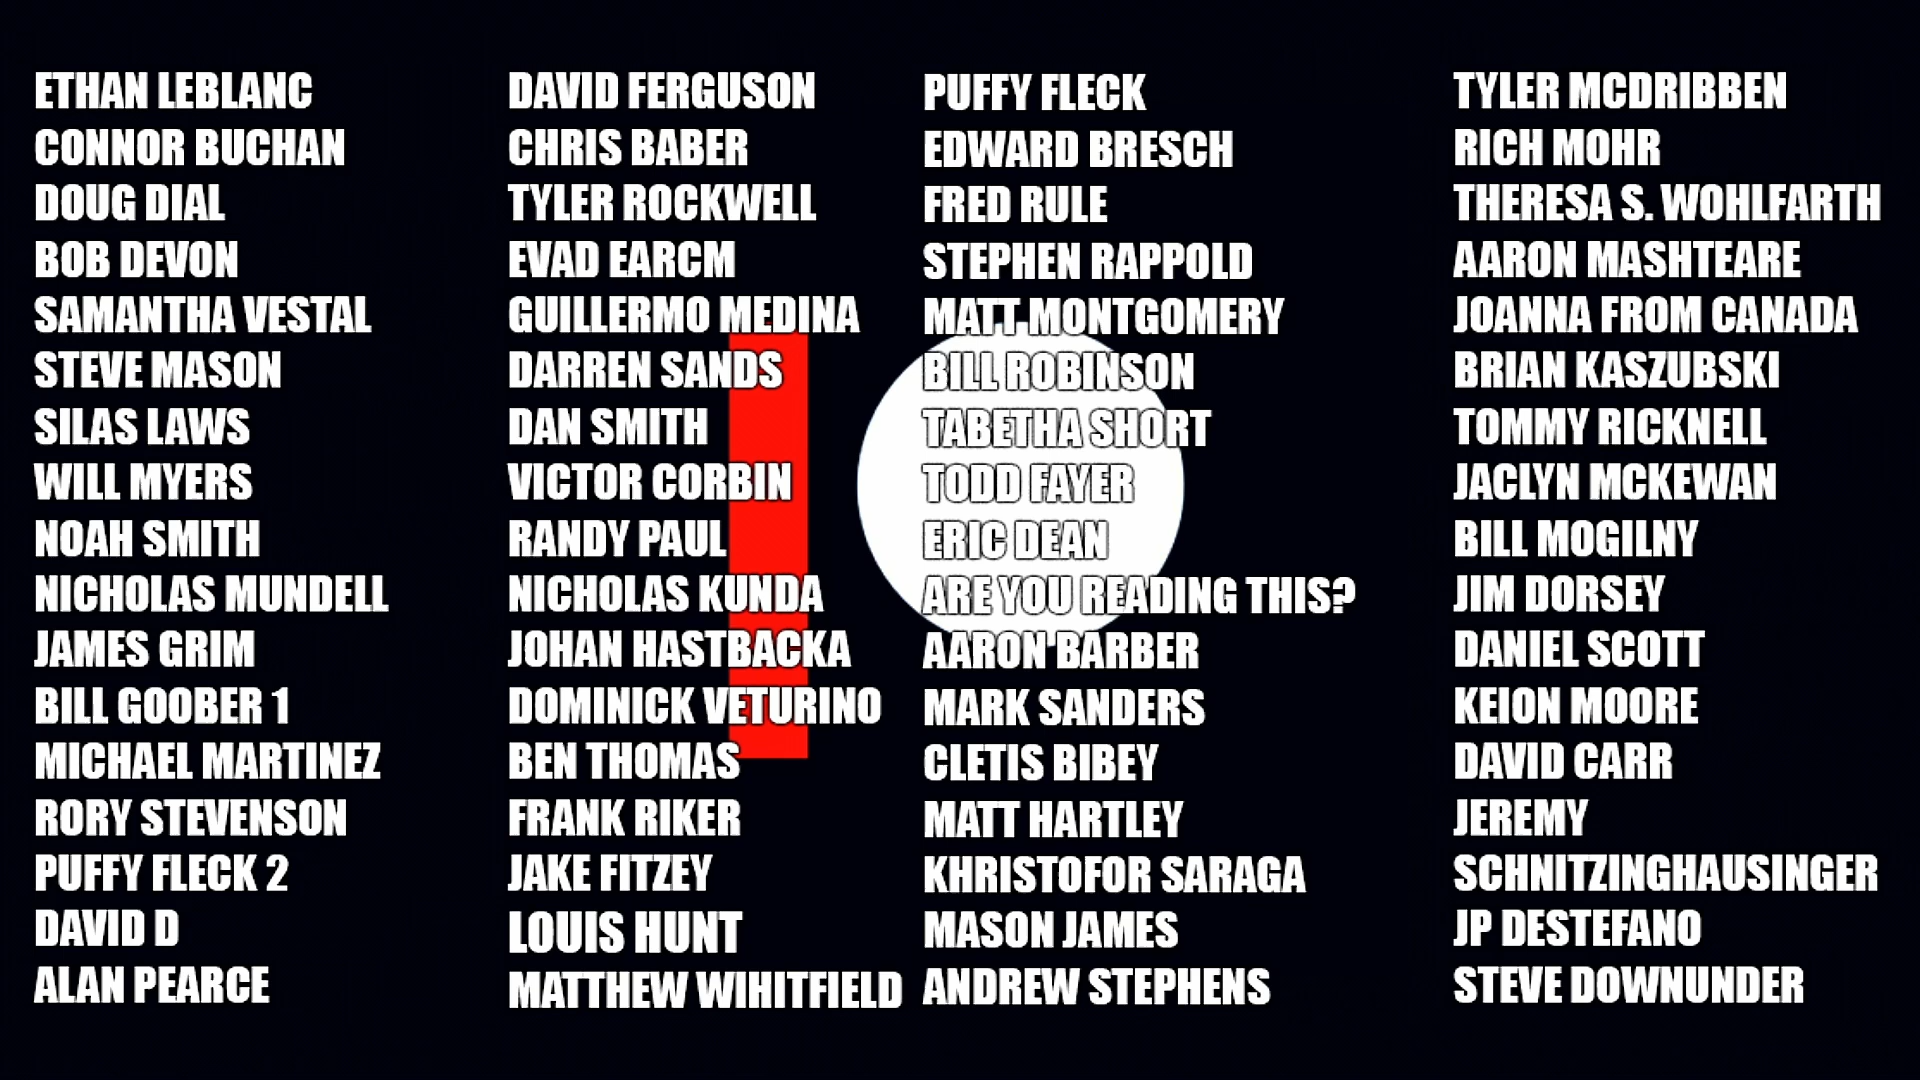 ETHAN LEBLANC
CONNOR BUCHAN
DOUG DIAL
BOB DEVON
SAMANTHA VESTAL
STEVE MASON
SILAS LAWS
WILL MYERS
NOAH SMITH
NICHOLAS MUNDELL
JAMES GRIM
BILL GOOBER 1
MICHAEL MARTINEZ
RORY STEVENSON
PUFFY FLECK 2
DAVID D
ALAN PEARCE
DAVID FERGUSON
CHRIS BABER
TYLER ROCKWELL
EVAD EARCM
GUILLERMO MEDINA
DARREN SANDS
DAN SMITH
VICTOR CORBIN
RANDY PAUL
NICHOLAS KUNDA
JOHAN HASTBACKA
DOMINICK VETURINO
BEN THOMAS
FRANK RIKER
JAKE FITZEY
LOUIS HUNT
MATTHEW WIHITFIELD
PUFFY FLECK
EDWARD BRESCH
FRED RULE
STEPHEN RAPPOLD
MATT MONTGOMERY
BILL ROBINSON
TABETHA SHORT
TODD FAYER
ERIC DEAN
ARE YOU READING THIS?
AARON BARBER
MARK SANDERS
CLETIS BIBEY
MATT HARTLEY
KHRISTOFOR SARAGA
MASON JAMES
ANDREW STEPHENS
TYLER MCDRIBBEN
RICH MOHR
THERESA S. WOHLFARTH
AARON MASHTEARE
JOANNA FROM CANADA
BRIAN KASZUBSKI
TOMMY RICKNELL
JACLYN MCKEWAN
BILL MOGILNY
JIM DORSEY
DANIEL SCOTT
KEION MOORE
DAVID CARR
JEREMY
SCHNITZINGHAUSINGER
JP DESTEFANO
STEVE DOWNUNDER